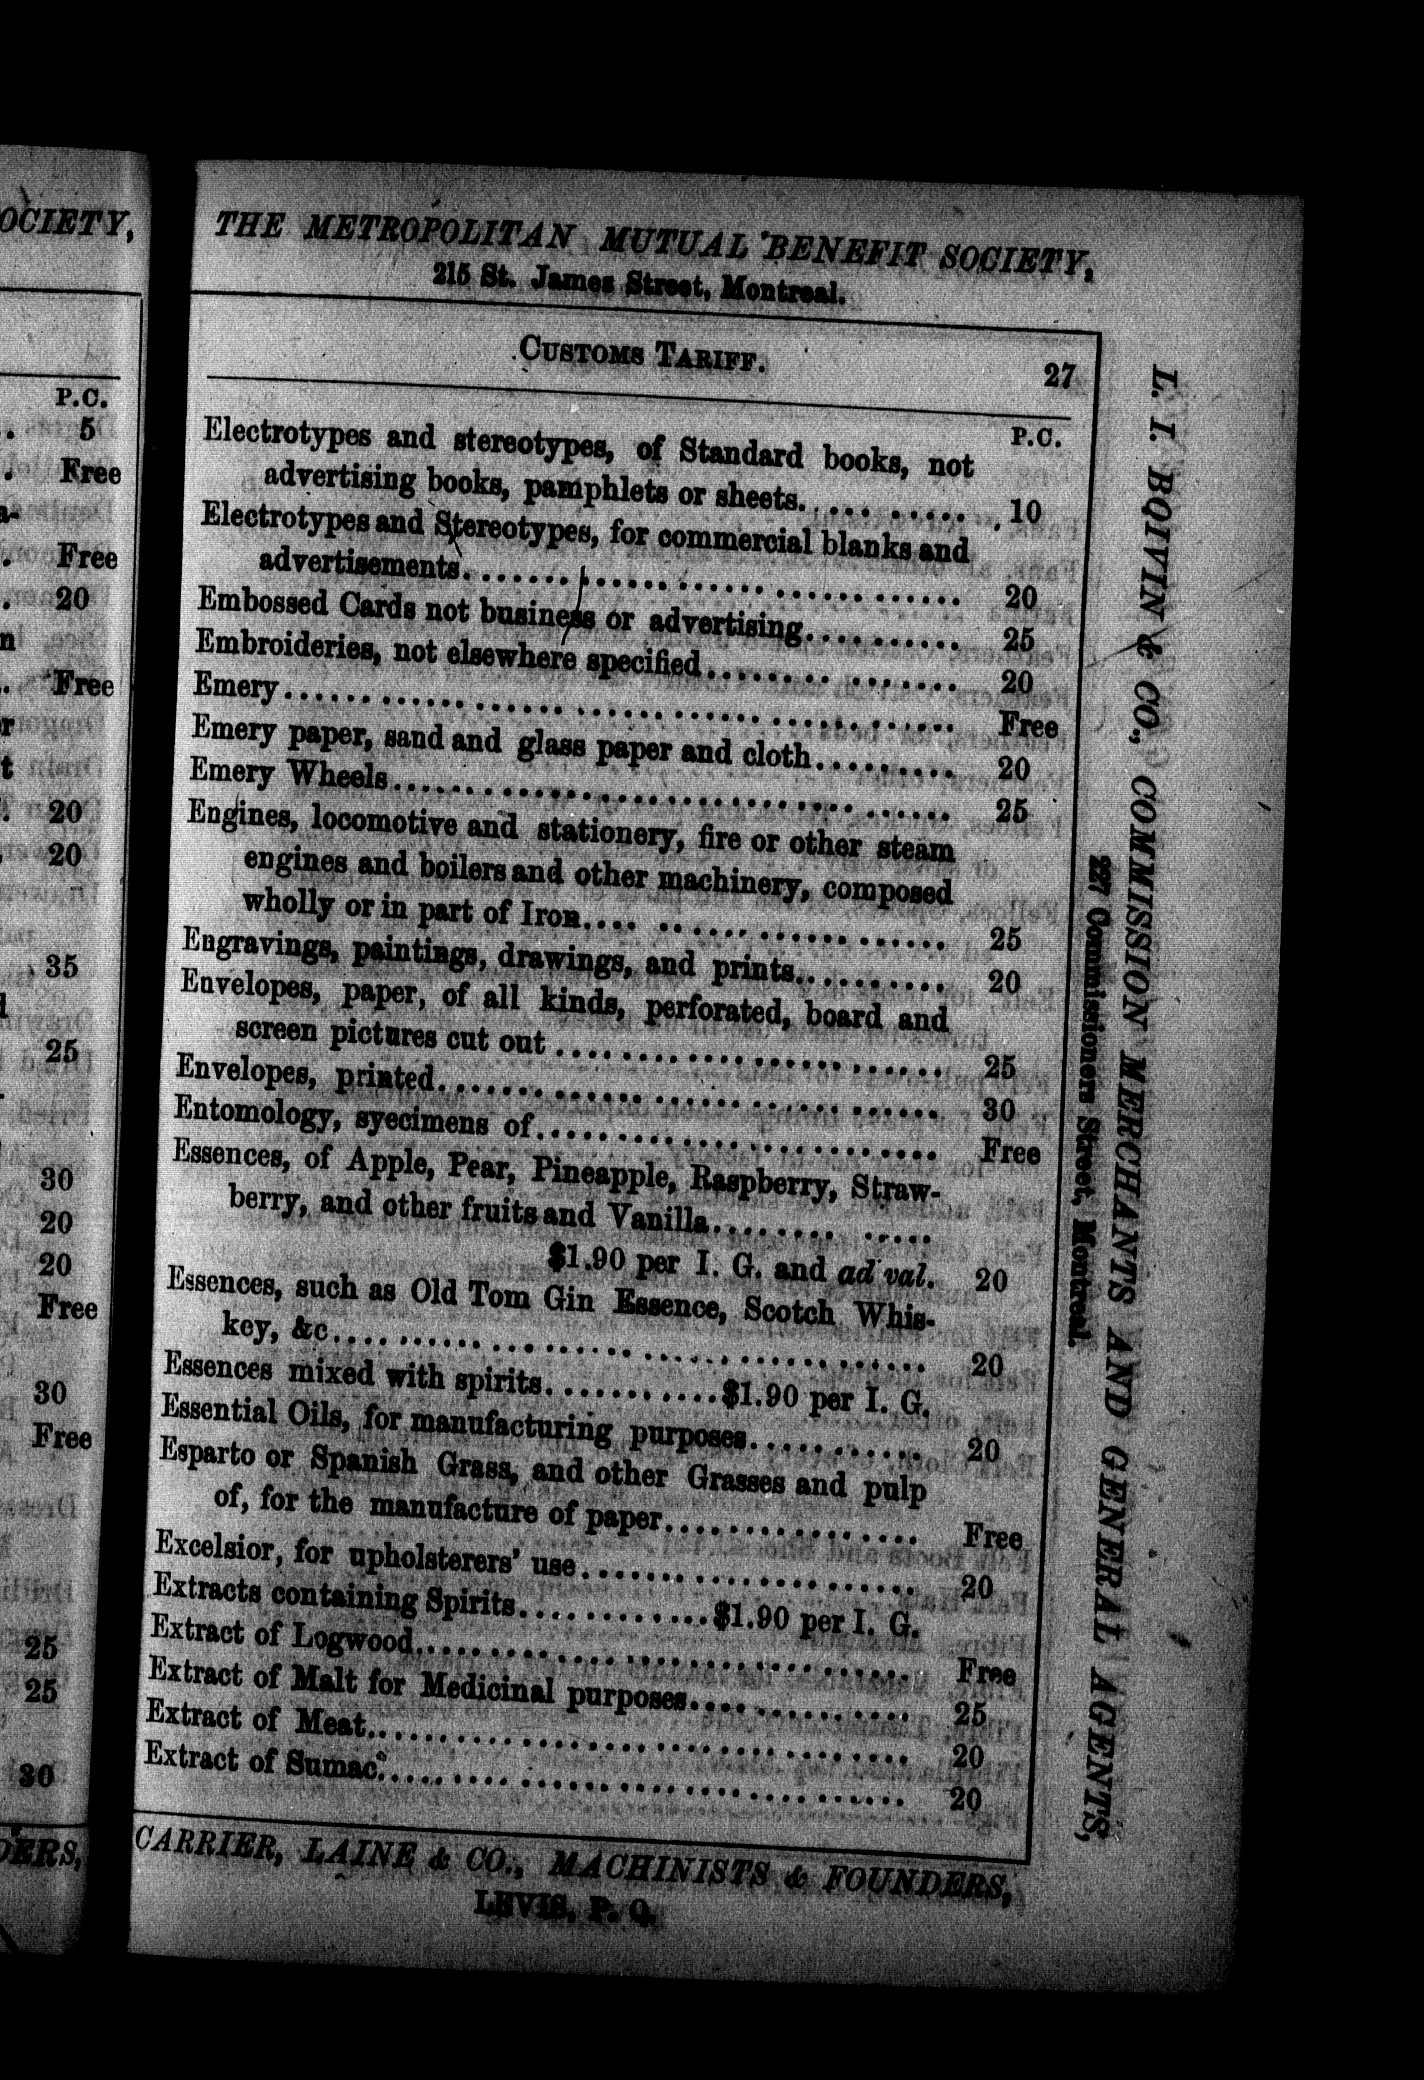 OCIETY,
P.C.
5
Free
Free
20
Free
20
20
35
25
30
20
20
Free
30
Free
25
25
30
DERS,
THE METROPOLITAN MUTUAL BENEFIT SOCIETY,
215 St. James Street, Montreal.
CUSTOMS TARIFF. 27
P.C.
Electrotypes and stereotypes, of Standard books, not
advertising books, pamphlets or sheets............ 10
Electrotypes and Stereotypes, for commercial blanks and
advertisements.............................. 20
Embossed Cards not business or advertising.......... 25
Embroideries, not elsewhere specified.............. 20
Emery........................................ Free
Emery paper, sand and glass paper and cloth......... 20
Emery Wheels................................ 25
Engines, locomotive and stationery, fire or other steam
engines and boilers and other machinery, composed
wholly or in part of Iron.................... 25
Engravings, paintings, drawings, and prints........... 20
Envelopes, paper, of all kinds, perforated, board and
screen pictures cut out...................... 25
Envelopes, printed.............................. 30
Entomology, syecimens of........................ Free
Essences, of Apple, Pear, Pineapple, Raspberry, Straw-
berry, and other fruits and Vanilla.............
$1.90 per I. G. and ad val. 20
Essences, such as Old Tom Gin Essence, Scotch Whis-
key, &c.................................... 20
Essences mixed with spirits...........$1.90 per I. G.
Essential Oils, for manufacturing purposes........... 20
Esparto or Spanish Grass, and other Grasses and pulp
of, for the manufacture of paper................ Free
Excelsior, for upholsterers' use.................... 20
Extracts containing Spirits............$1.90 per I. G.
Extract of Logwood.............................. Free
Extract of Malt for Medicinal purposes............. 25
Extract of Meat................................ 20
Extract of Sumac............................... 20
CARRIER, LAINE & CO., MACHINISTS & FOUNDERS,
LEVIS, P. Q.
L. I. BOIVIN & CO., COMMISSION MERCHANTS AND GENERAL AGENTS,
227 Commissioners Street, Montreal.